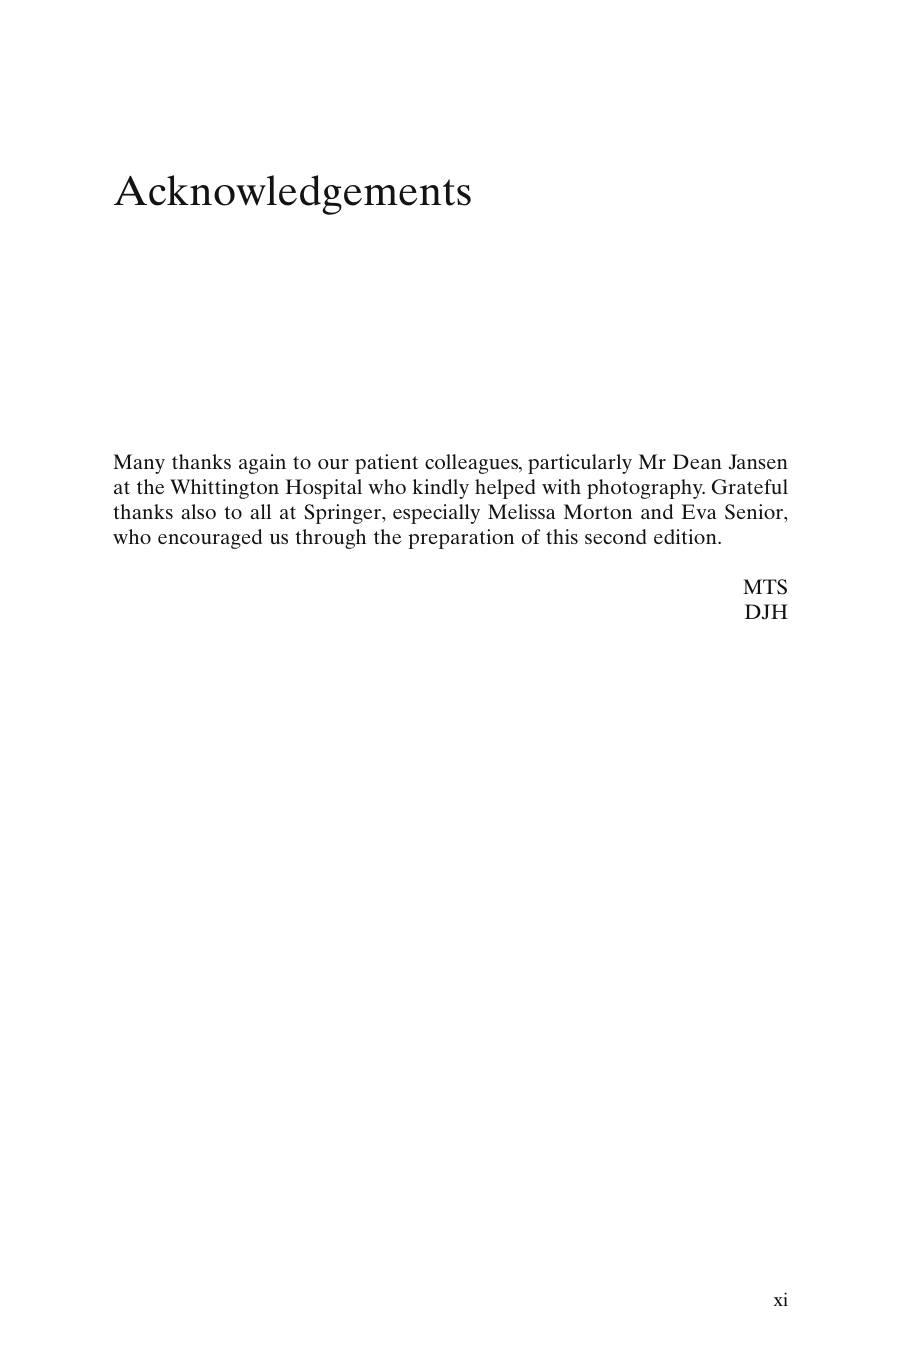 Acknowledgements
Many thanks again to our patient colleagues, particularly Mr Dean Jansen
at the Whittington Hospital who kindly helped with photography. Grateful
thanks also to all at Springer, especially Melissa Morton and Eva Senior,
who encouraged us through the preparation of this second edition.
MTS
DJH
xi